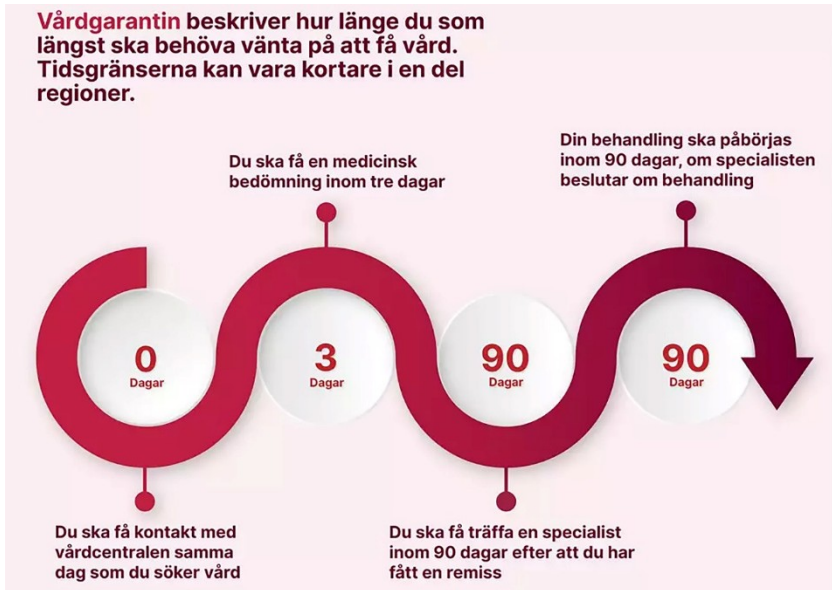 Vårdgarantin beskriver hur länge du som
längst ska behöva vänta på att få vård.
Tidsgränserna kan vara kortare i en del
regioner.
0
Dagar
Du ska få kontakt med
vårdcentralen samma
dag som du söker vård
Du ska få en medicinsk
bedömning inom tre dagar
3
Dagar
90
Dagar
Du ska få träffa en specialist
inom 90 dagar efter att du har
fått en remiss
Din behandling ska påbörjas
inom 90 dagar, om specialisten
beslutar om behandling
90
Dagar